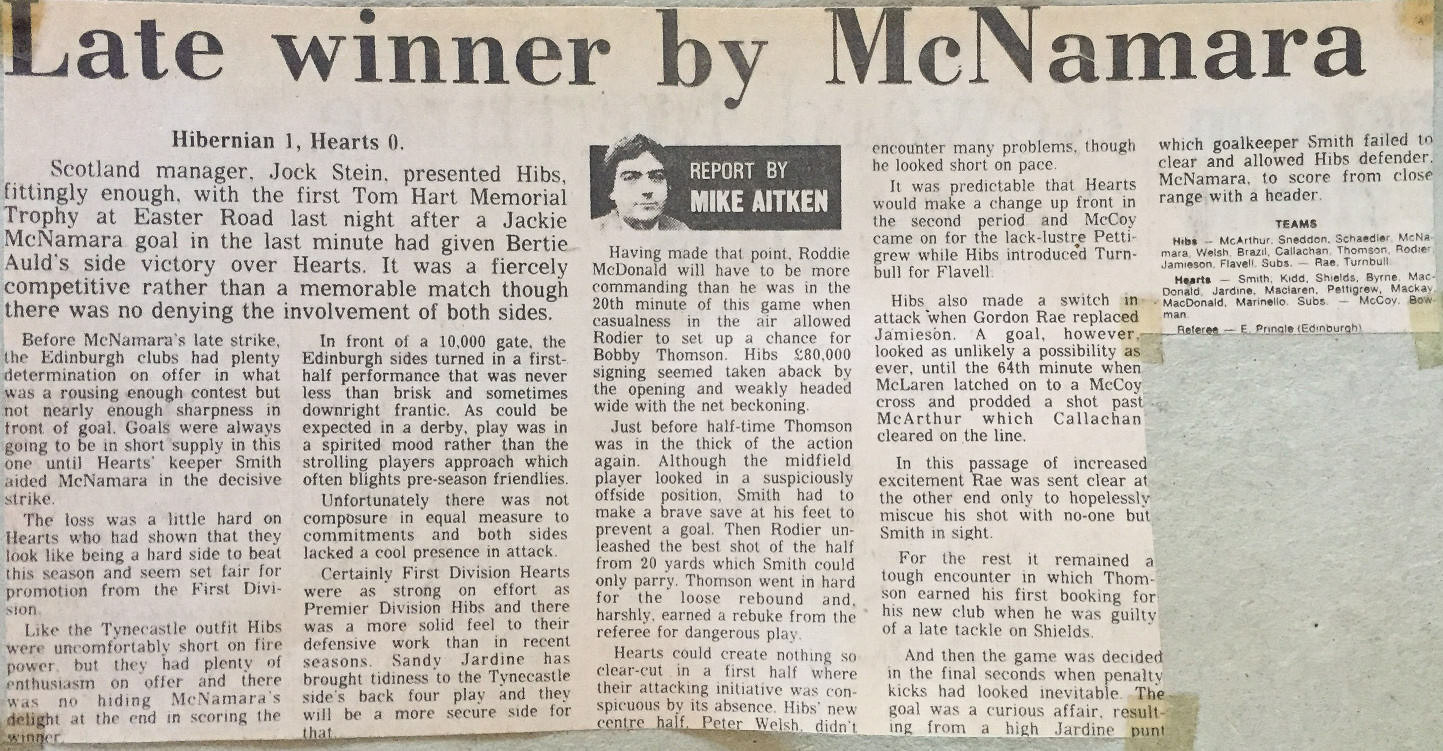 Late winner by McNamara
Hibernian 1, Hearts 0.
Scotland manager, Jock Stein, presented Hibs,
fittingly enough, with the first Tom Hart Memorial
Trophy at Easter Road last night after a Jackie
McNamara goal in the last minute had given Bertie
Auld's side victory over Hearts. It was a fiercely
competitive rather than a memorable match though
there was no denying the involvement of both sides.
Before McNamara's late strike,
the Edinburgh clubs had plenty
determination on offer in what
was a rousing enough contest but
not nearly enough sharpness in
front of goal. Goals were always
going to be in short supply in this
one until Hearts' keeper Smith
aided McNamara in the decisive
strike.
The loss was a little hard on
Hearts who had shown that they
look like being a hard side to beat
this season and seem set fair for
promotion from the First Divi-
sion.
Like the Tynecastle outfit Hibs
were uncomfortably short on fire
power, but they had plenty of
enthusiasm on offer and there
was no hiding McNamara's
delight at the end in scoring the
winner.
In front of a 10,000 gate, the
Edinburgh sides turned in a first-
half performance that was never
less than brisk and sometimes
downright frantic. As could be
expected in a derby, play was in
a spirited mood rather than the
strolling players approach which
often blights pre-season friendlies.
Unfortunately there was not
composure in equal measure to
commitments and both sides
lacked a cool presence in attack.
Certainly First Division Hearts
were as strong on effort as
Premier Division Hibs and there
was a more solid feel to their
defensive work than in recent
seasons. Sandy Jardine has
brought tidiness to the Tynecastle
side's back four play and they
will be a more secure side for
that.
REPORT BY
MIKE AITKEN
Having made that point, Roddie
McDonald will have to be more
commanding than he was in the
20th minute of this game when
casualness in the air allowed
Rodier to set up a chance for
Bobby Thomson. Hibs £80,000
signing seemed taken aback by
the opening and weakly headed
wide with the net beckoning.
Just before half-time Thomson
was in the thick of the action
again. Although the midfield
player looked in a suspiciously
offside position, Smith had to
make a brave save at his feet to
prevent a goal. Then Rodier un-
leashed the best shot of the half
from 20 yards which Smith could
only parry. Thomson went in hard
for the loose rebound and,
harshly, earned a rebuke from the
referee for dangerous play.
Hearts could create nothing so
clear-cut in a first half where
their attacking initiative was con-
spicuous by its absence. Hibs' new
centre half, Peter Welsh, didn't
encounter many problems, though
he looked short on pace.
It was predictable that Hearts
would make a change up front in
the second period and McCoy
came on for the lack-lustre Petti-
grew while Hibs introduced Turn-
bull for Flavell.
Hibs also made a switch in
attack when Gordon Rae replaced
Jamieson. A goal, however,
looked as unlikely a possibility as
ever, until the 64th minute when
McLaren latched on to a McCoy
cross and prodded a shot past
McArthur which Callachan
cleared on the line.
In this passage of increased
excitement Rae was sent clear at
the other end only to hopelessly
miscue his shot with no-one but
Smith in sight.
For the rest it remained a
tough encounter in which Thom-
son earned his first booking for
his new club when he was guilty
of a late tackle on Shields.
And then the game was decided
in the final seconds when penalty
kicks had looked inevitable. The
goal was a curious affair, result-
ing from a high Jardine punt
which goalkeeper Smith failed to
clear and allowed Hibs defender,
McNamara, to score from close
range with a header.
TEAMS
Hibs — McArthur, Sneddon, Schaedler, McNa-
mara, Welsh, Brazil, Callachan, Thomson, Rodier,
Jamieson, Flavell. Subs. — Rae, Turnbull.
Hearts — Smith, Kidd, Shields, Byrne, Mac-
Donald, Jardine, Maclaren, Pettigrew, Mackay,
MacDonald, Marinello. Subs. — McCoy, Bow-
man.
Referee — E. Pringle (Edinburgh)